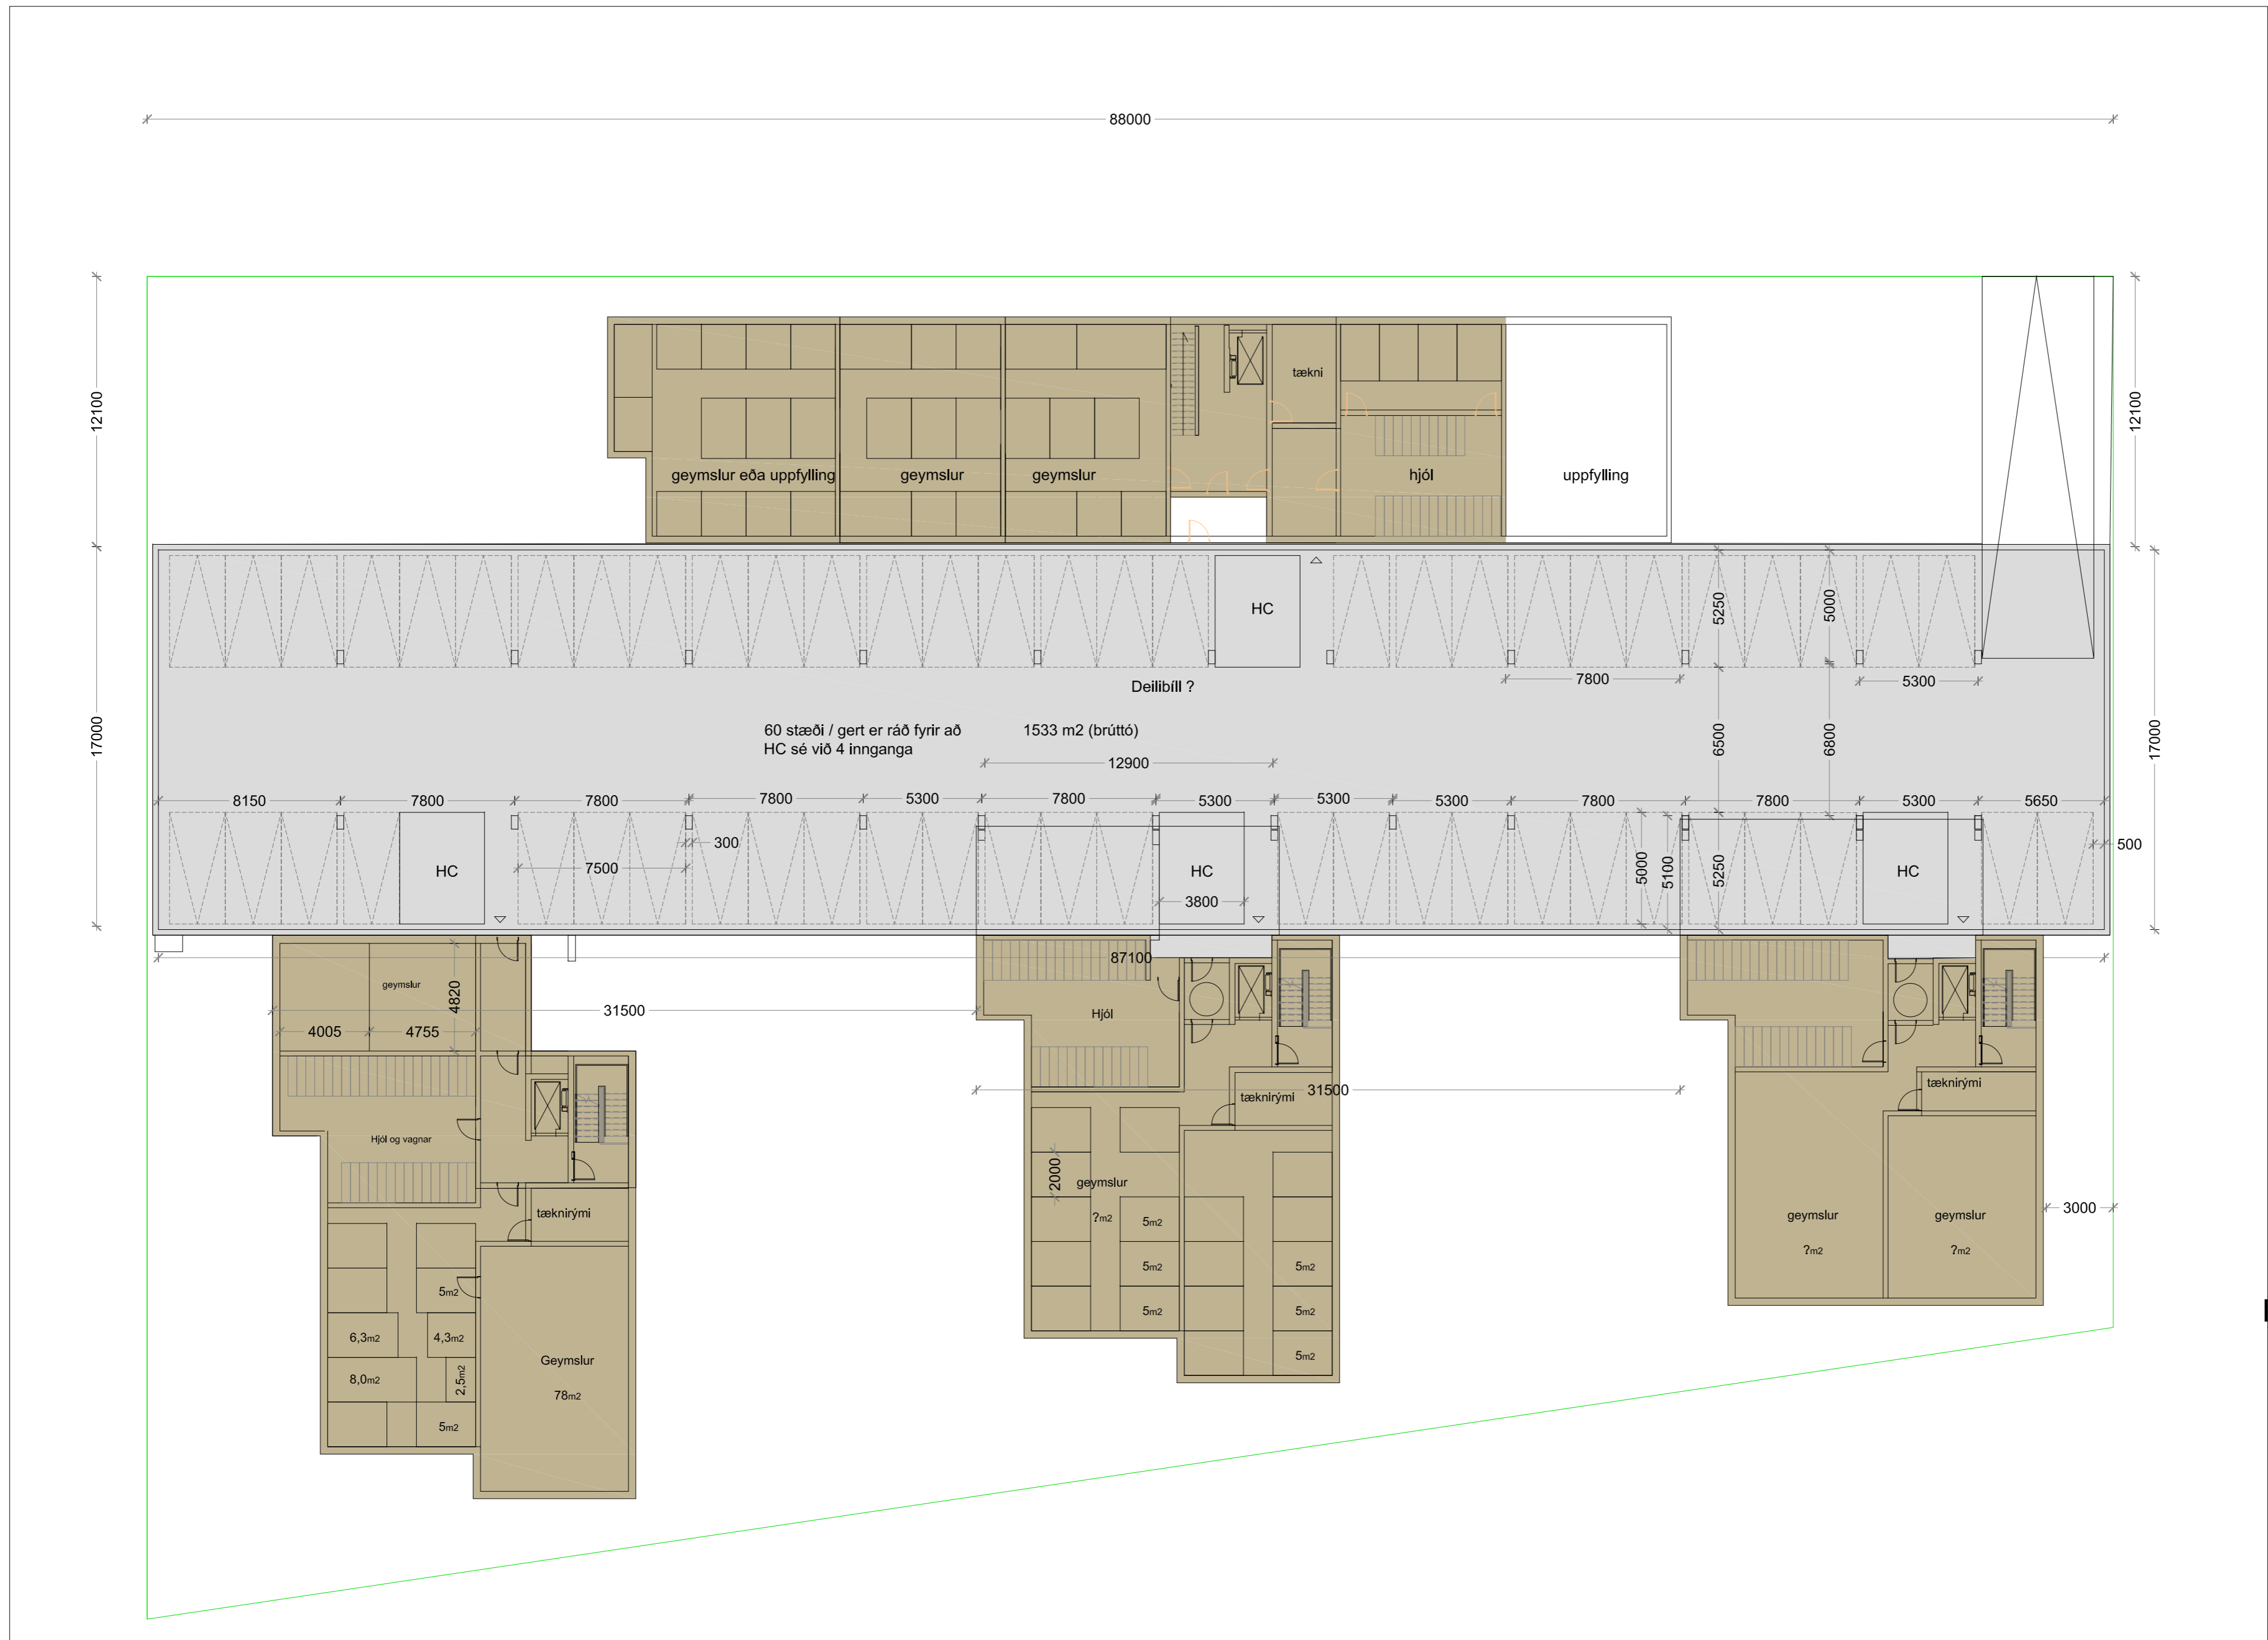 88000
12100
12100
tækni
geymslur eða uppfylling
geymslur
geymslur
hjól
uppfylling
HC
5250
5000
Deilibíll ?
7800
5300
17000
60 stæði / gert er ráð fyrir að
HC sé við 4 innganga
1533 m2 (brúttó)
6500
6800
17000
12900
8150
7800
7800
7800
5300
7800
5300
5300
5300
7800
7800
5300
5650
300
500
7500
HC
HC
3800
5000
5100
5250
HC
87100
geymslur
4820
4005
4755
31500
Hjól
31500
tæknirými
tæknirými
Hjól og vagnar
2000
geymslur
?m2
5m2
5m2
5m2
5m2
5m2
5m2
tæknirými
geymslur
?m2
geymslur
?m2
3000
5m2
6,3m2
4,3m2
8,0m2
2,5m2
5m2
Geymslur
78m2